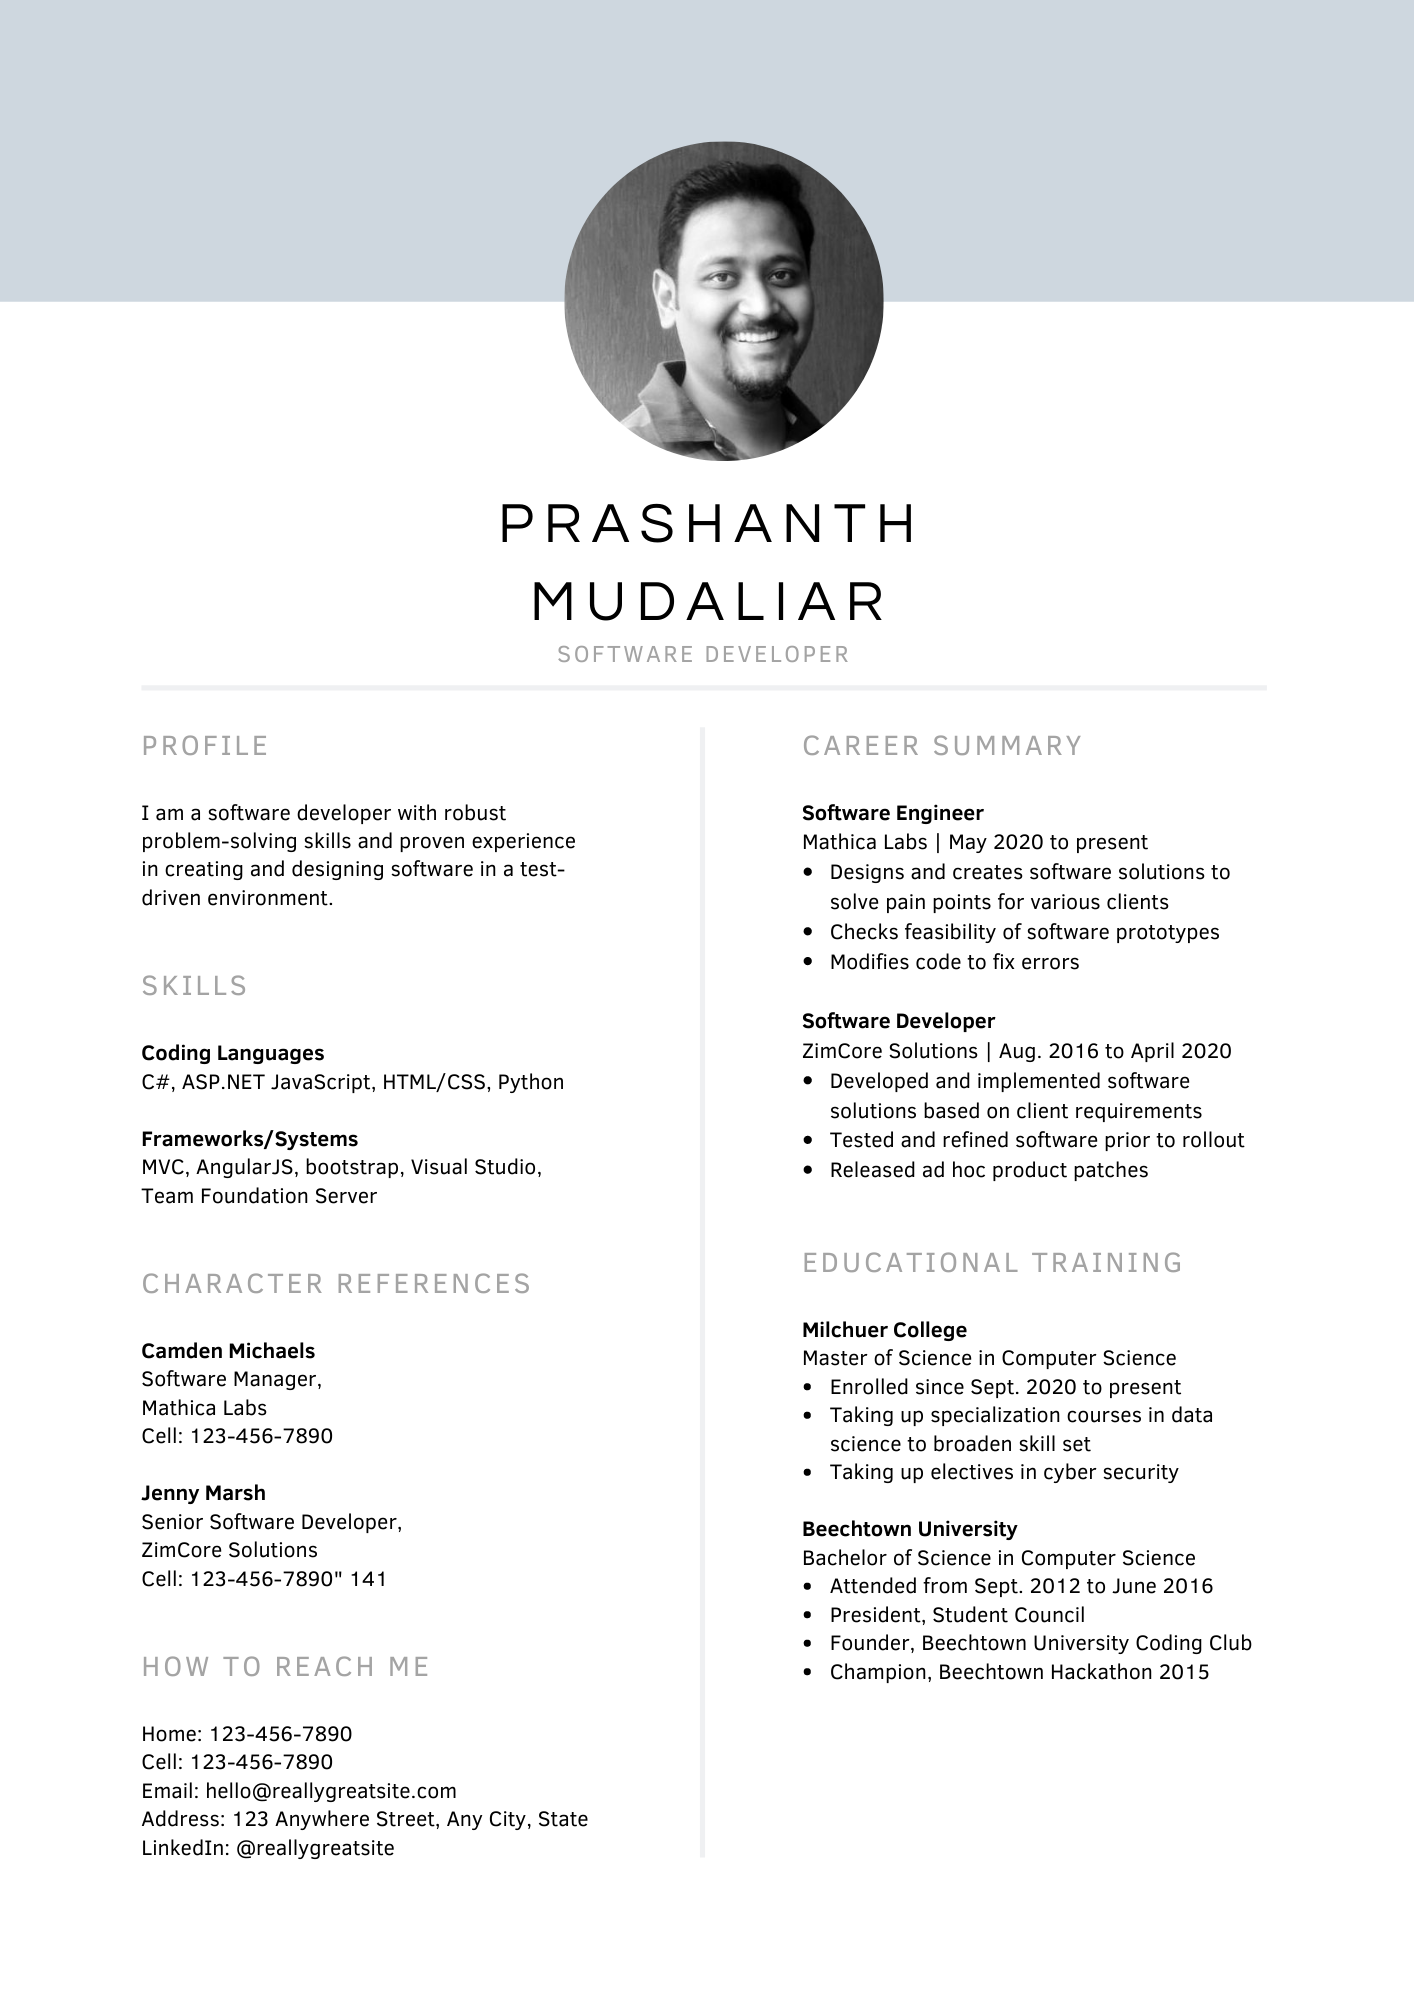 PRASHANTH
MUDALIAR
SOFTWARE DEVELOPER
PROFILE
I am a software developer with robust
problem-solving skills and proven experience
in creating and designing software in a test-
driven environment.
SKILLS
Coding Languages
C#, ASP.NET JavaScript, HTML/CSS, Python
Frameworks/Systems
MVC, AngularJS, bootstrap, Visual Studio,
Team Foundation Server
CHARACTER REFERENCES
Camden Michaels
Software Manager,
Mathica Labs
Cell: 123-456-7890
Jenny Marsh
Senior Software Developer,
ZimCore Solutions
Cell: 123-456-7890" 141
HOW TO REACH ME
Home: 123-456-7890
Cell: 123-456-7890
Email: hello@reallygreatsite.com
Address: 123 Anywhere Street, Any City, State
LinkedIn: @reallygreatsite
CAREER SUMMARY
Software Engineer
Mathica Labs | May 2020 to present
• Designs and creates software solutions to
solve pain points for various clients
• Checks feasibility of software prototypes
• Modifies code to fix errors
Software Developer
ZimCore Solutions | Aug. 2016 to April 2020
• Developed and implemented software
solutions based on client requirements
• Tested and refined software prior to rollout
• Released ad hoc product patches
EDUCATIONAL TRAINING
Milchuer College
Master of Science in Computer Science
• Enrolled since Sept. 2020 to present
• Taking up specialization courses in data
science to broaden skill set
• Taking up electives in cyber security
Beechtown University
Bachelor of Science in Computer Science
• Attended from Sept. 2012 to June 2016
• President, Student Council
• Founder, Beechtown University Coding Club
• Champion, Beechtown Hackathon 2015